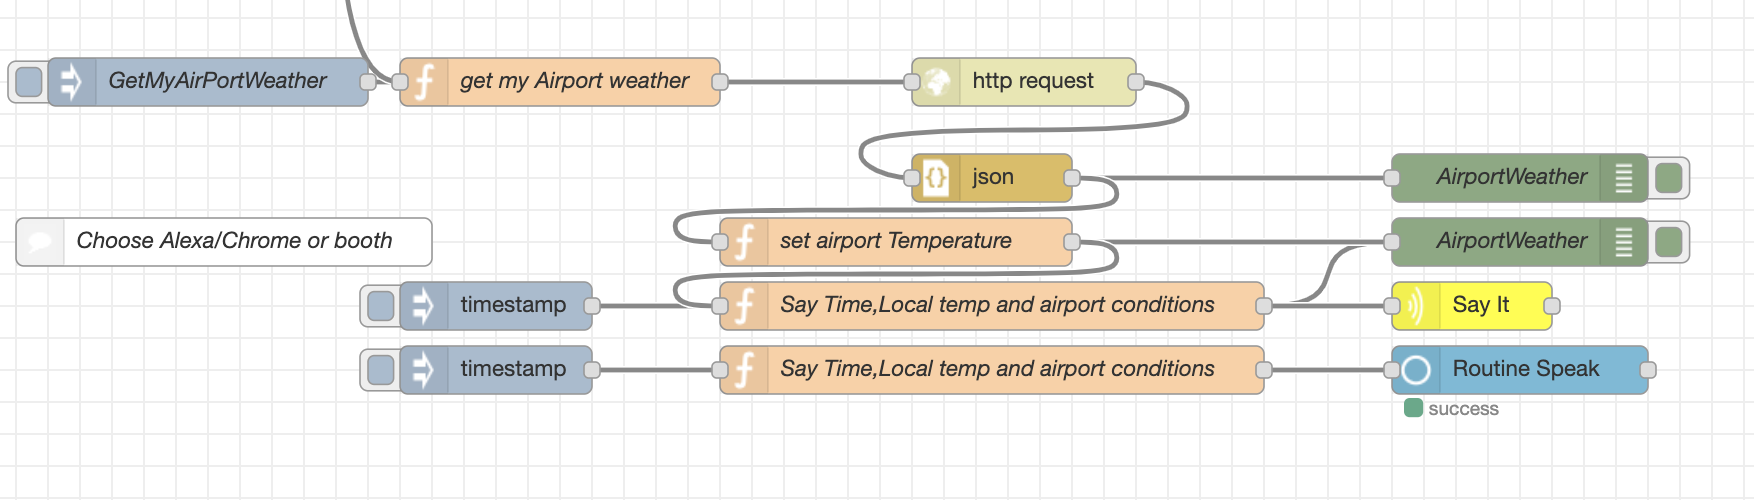 GetMyAirPortWeather
get my Airport weather
http request
json
AirportWeather
Choose Alexa/Chrome or booth
set airport Temperature
AirportWeather
timestamp
Say Time,Local temp and airport conditions
Say It
timestamp
Say Time,Local temp and airport conditions
Routine Speak
success